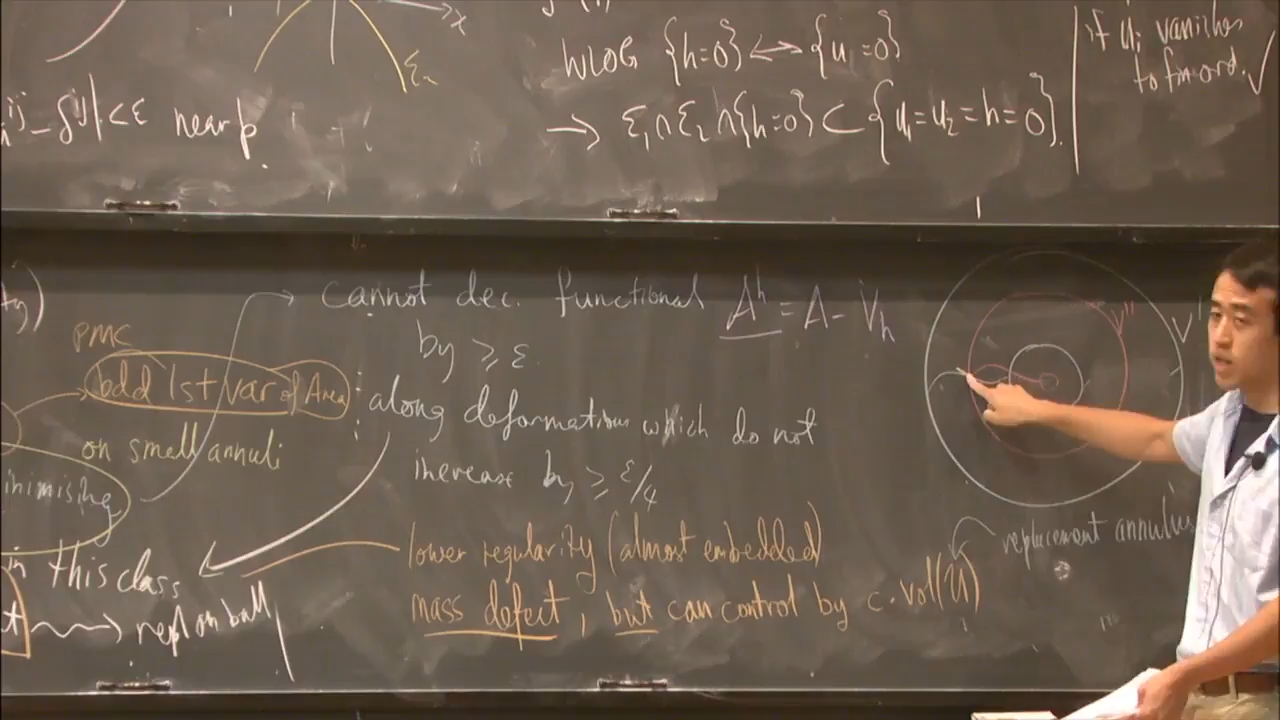 x
WLOG {h=0} ↔ {u₁=0}
if uᵢ vanishes
to fin ord. ✓
Σ₂
ij - δij| < ε near p.
→ Σ₁ ∩ Σ₂ ∩ {h=0} ⊂ {u₁=u₂=h=0}.
cannot dec. functional Aʰ = A - Vₕ
by ≥ ε
PMC
bdd 1st var of Area
on small annuli
along deformations which do not
increase by ≥ ε/4
V''
V'
inimising
replacement annulus
in this class
repl on ball
lower regularity (almost embedded)
mass defect, but can control by c·vol(U)